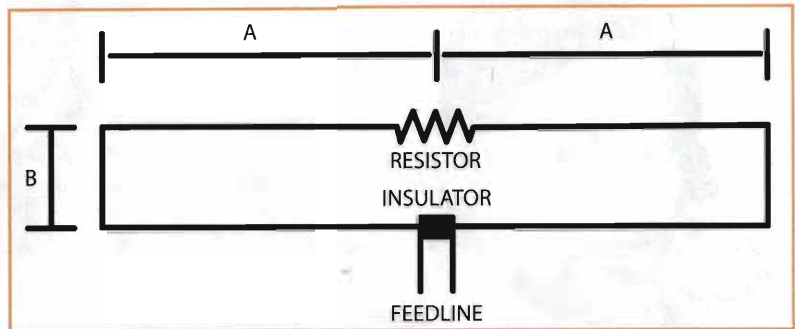 A
A
B
RESISTOR
INSULATOR
FEEDLINE